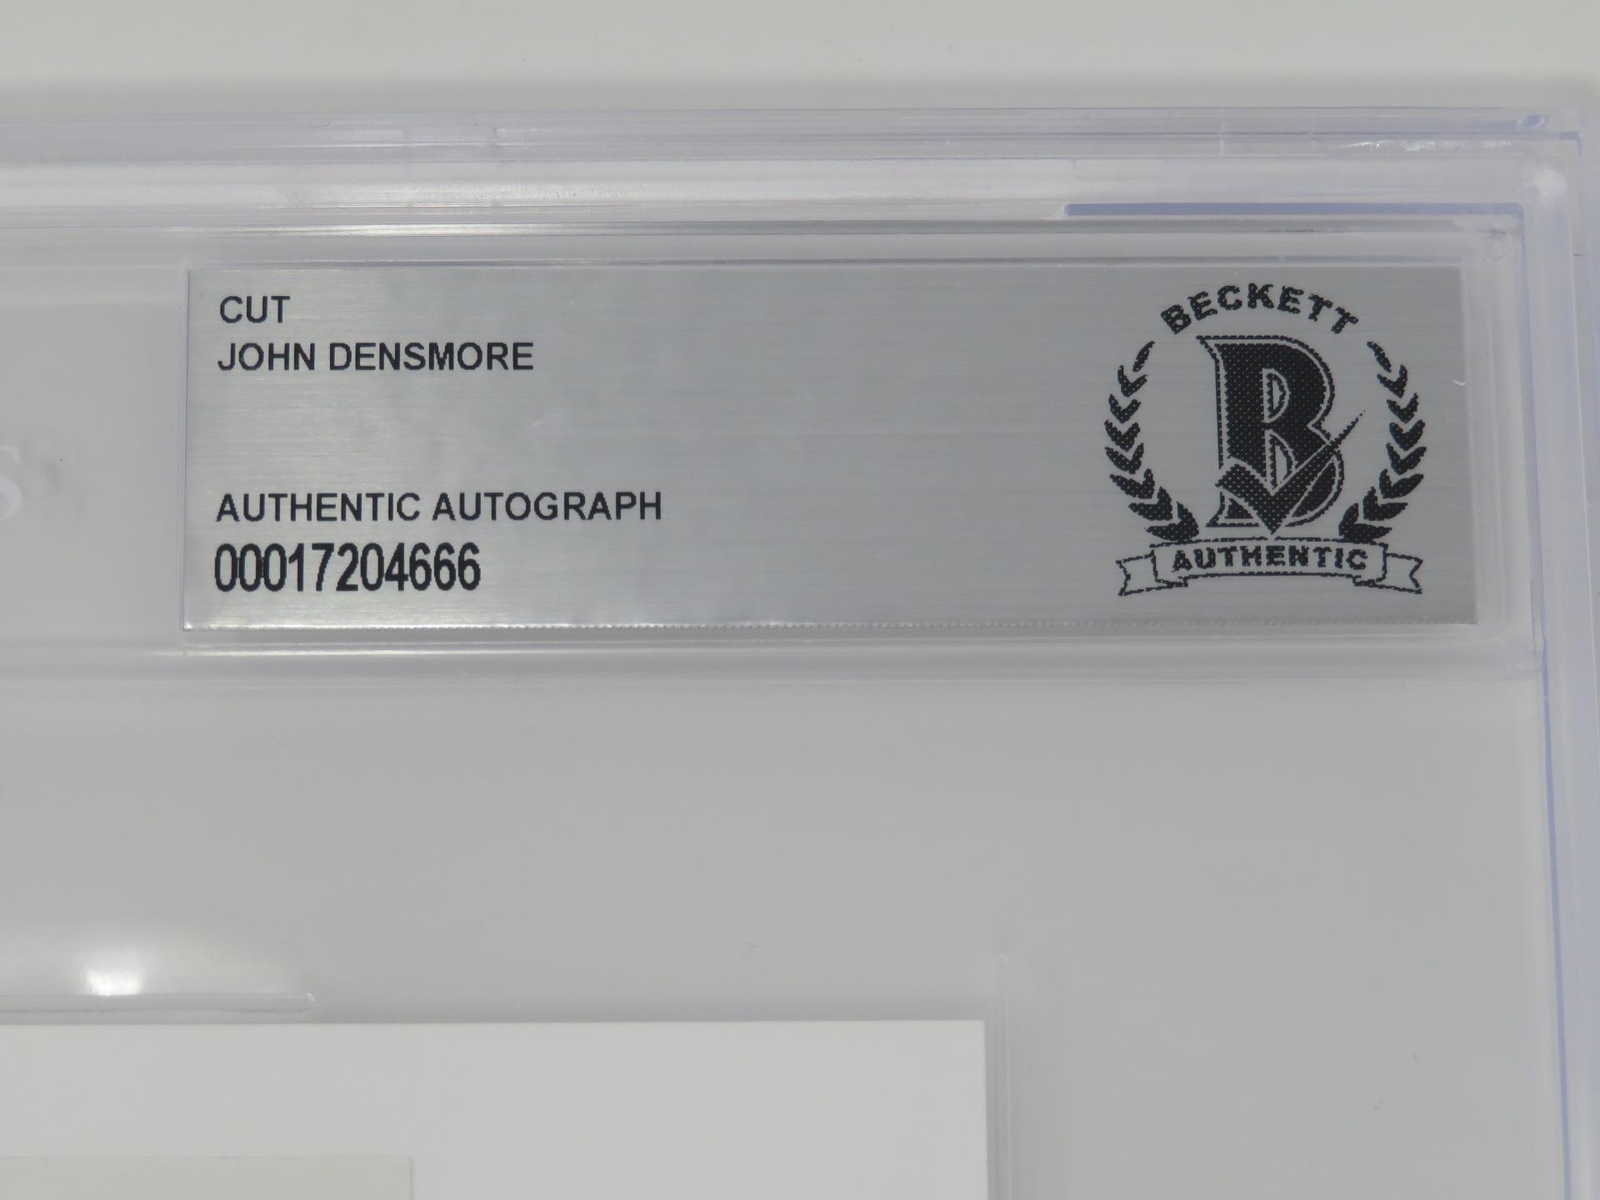 CUT
JOHN DENSMORE
AUTHENTIC AUTOGRAPH
00017204666
BECKETT
B
AUTHENTIC
S